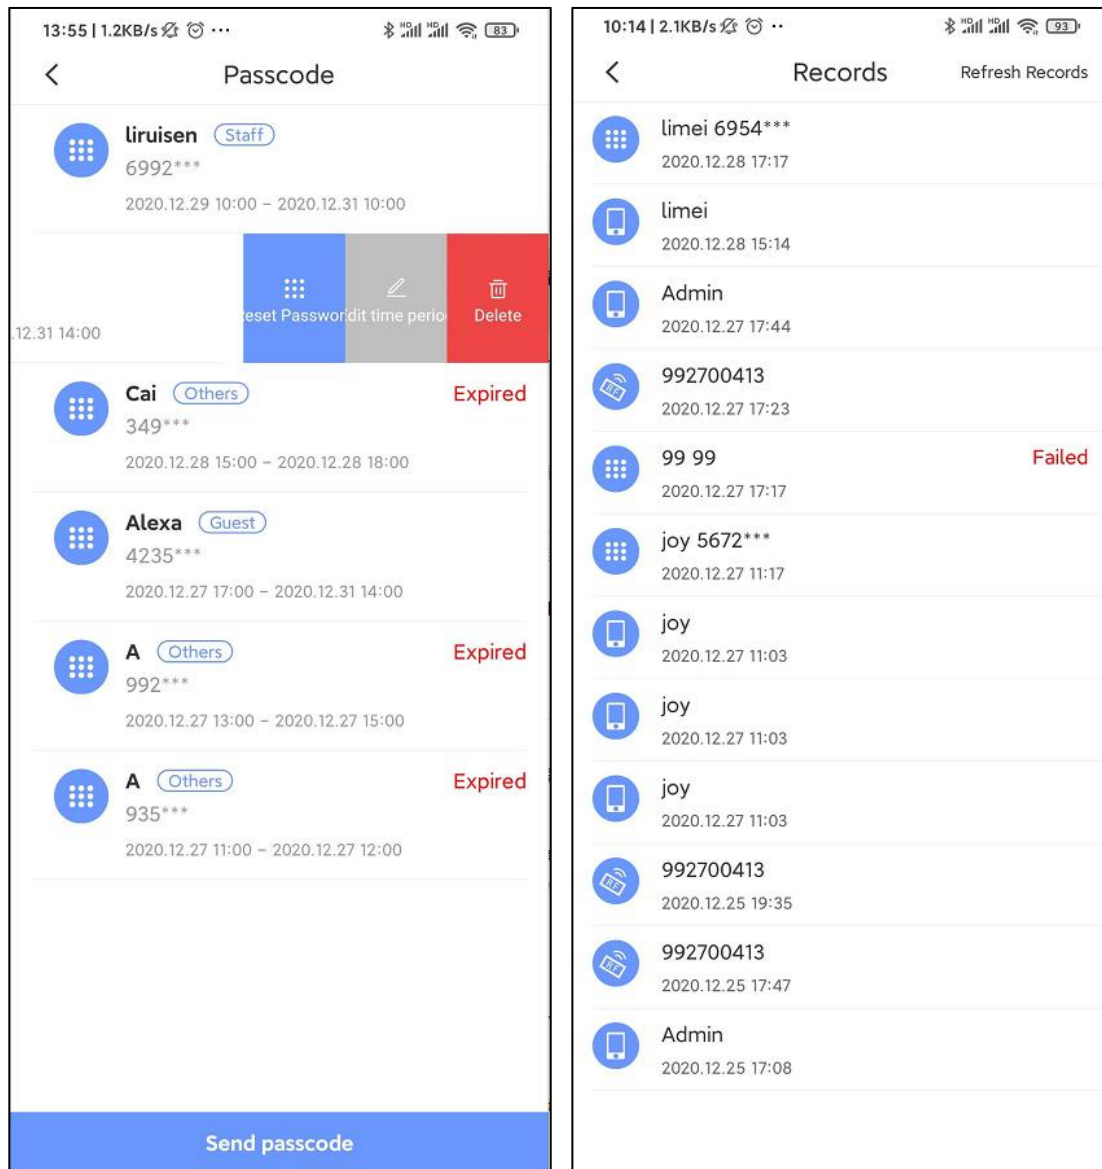 13:55 | 1.2KB/s ··· HD HD 83
Passcode
liruisen Staff
6992***
2020.12.29 10:00 - 2020.12.31 10:00
.12.31 14:00
eset Passwor dit time perio Delete
Cai Others Expired
349***
2020.12.28 15:00 - 2020.12.28 18:00
Alexa Guest
4235***
2020.12.27 17:00 - 2020.12.31 14:00
A Others Expired
992***
2020.12.27 13:00 - 2020.12.27 15:00
A Others Expired
935***
2020.12.27 11:00 - 2020.12.27 12:00
Send passcode
10:14 | 2.1KB/s ·· HD HD 93
Records Refresh Records
limei 6954***
2020.12.28 17:17
limei
2020.12.28 15:14
Admin
2020.12.27 17:44
RF
992700413
2020.12.27 17:23
99 99 Failed
2020.12.27 17:17
joy 5672***
2020.12.27 11:17
joy
2020.12.27 11:03
joy
2020.12.27 11:03
joy
2020.12.27 11:03
RF
992700413
2020.12.25 19:35
RF
992700413
2020.12.25 17:47
Admin
2020.12.25 17:08